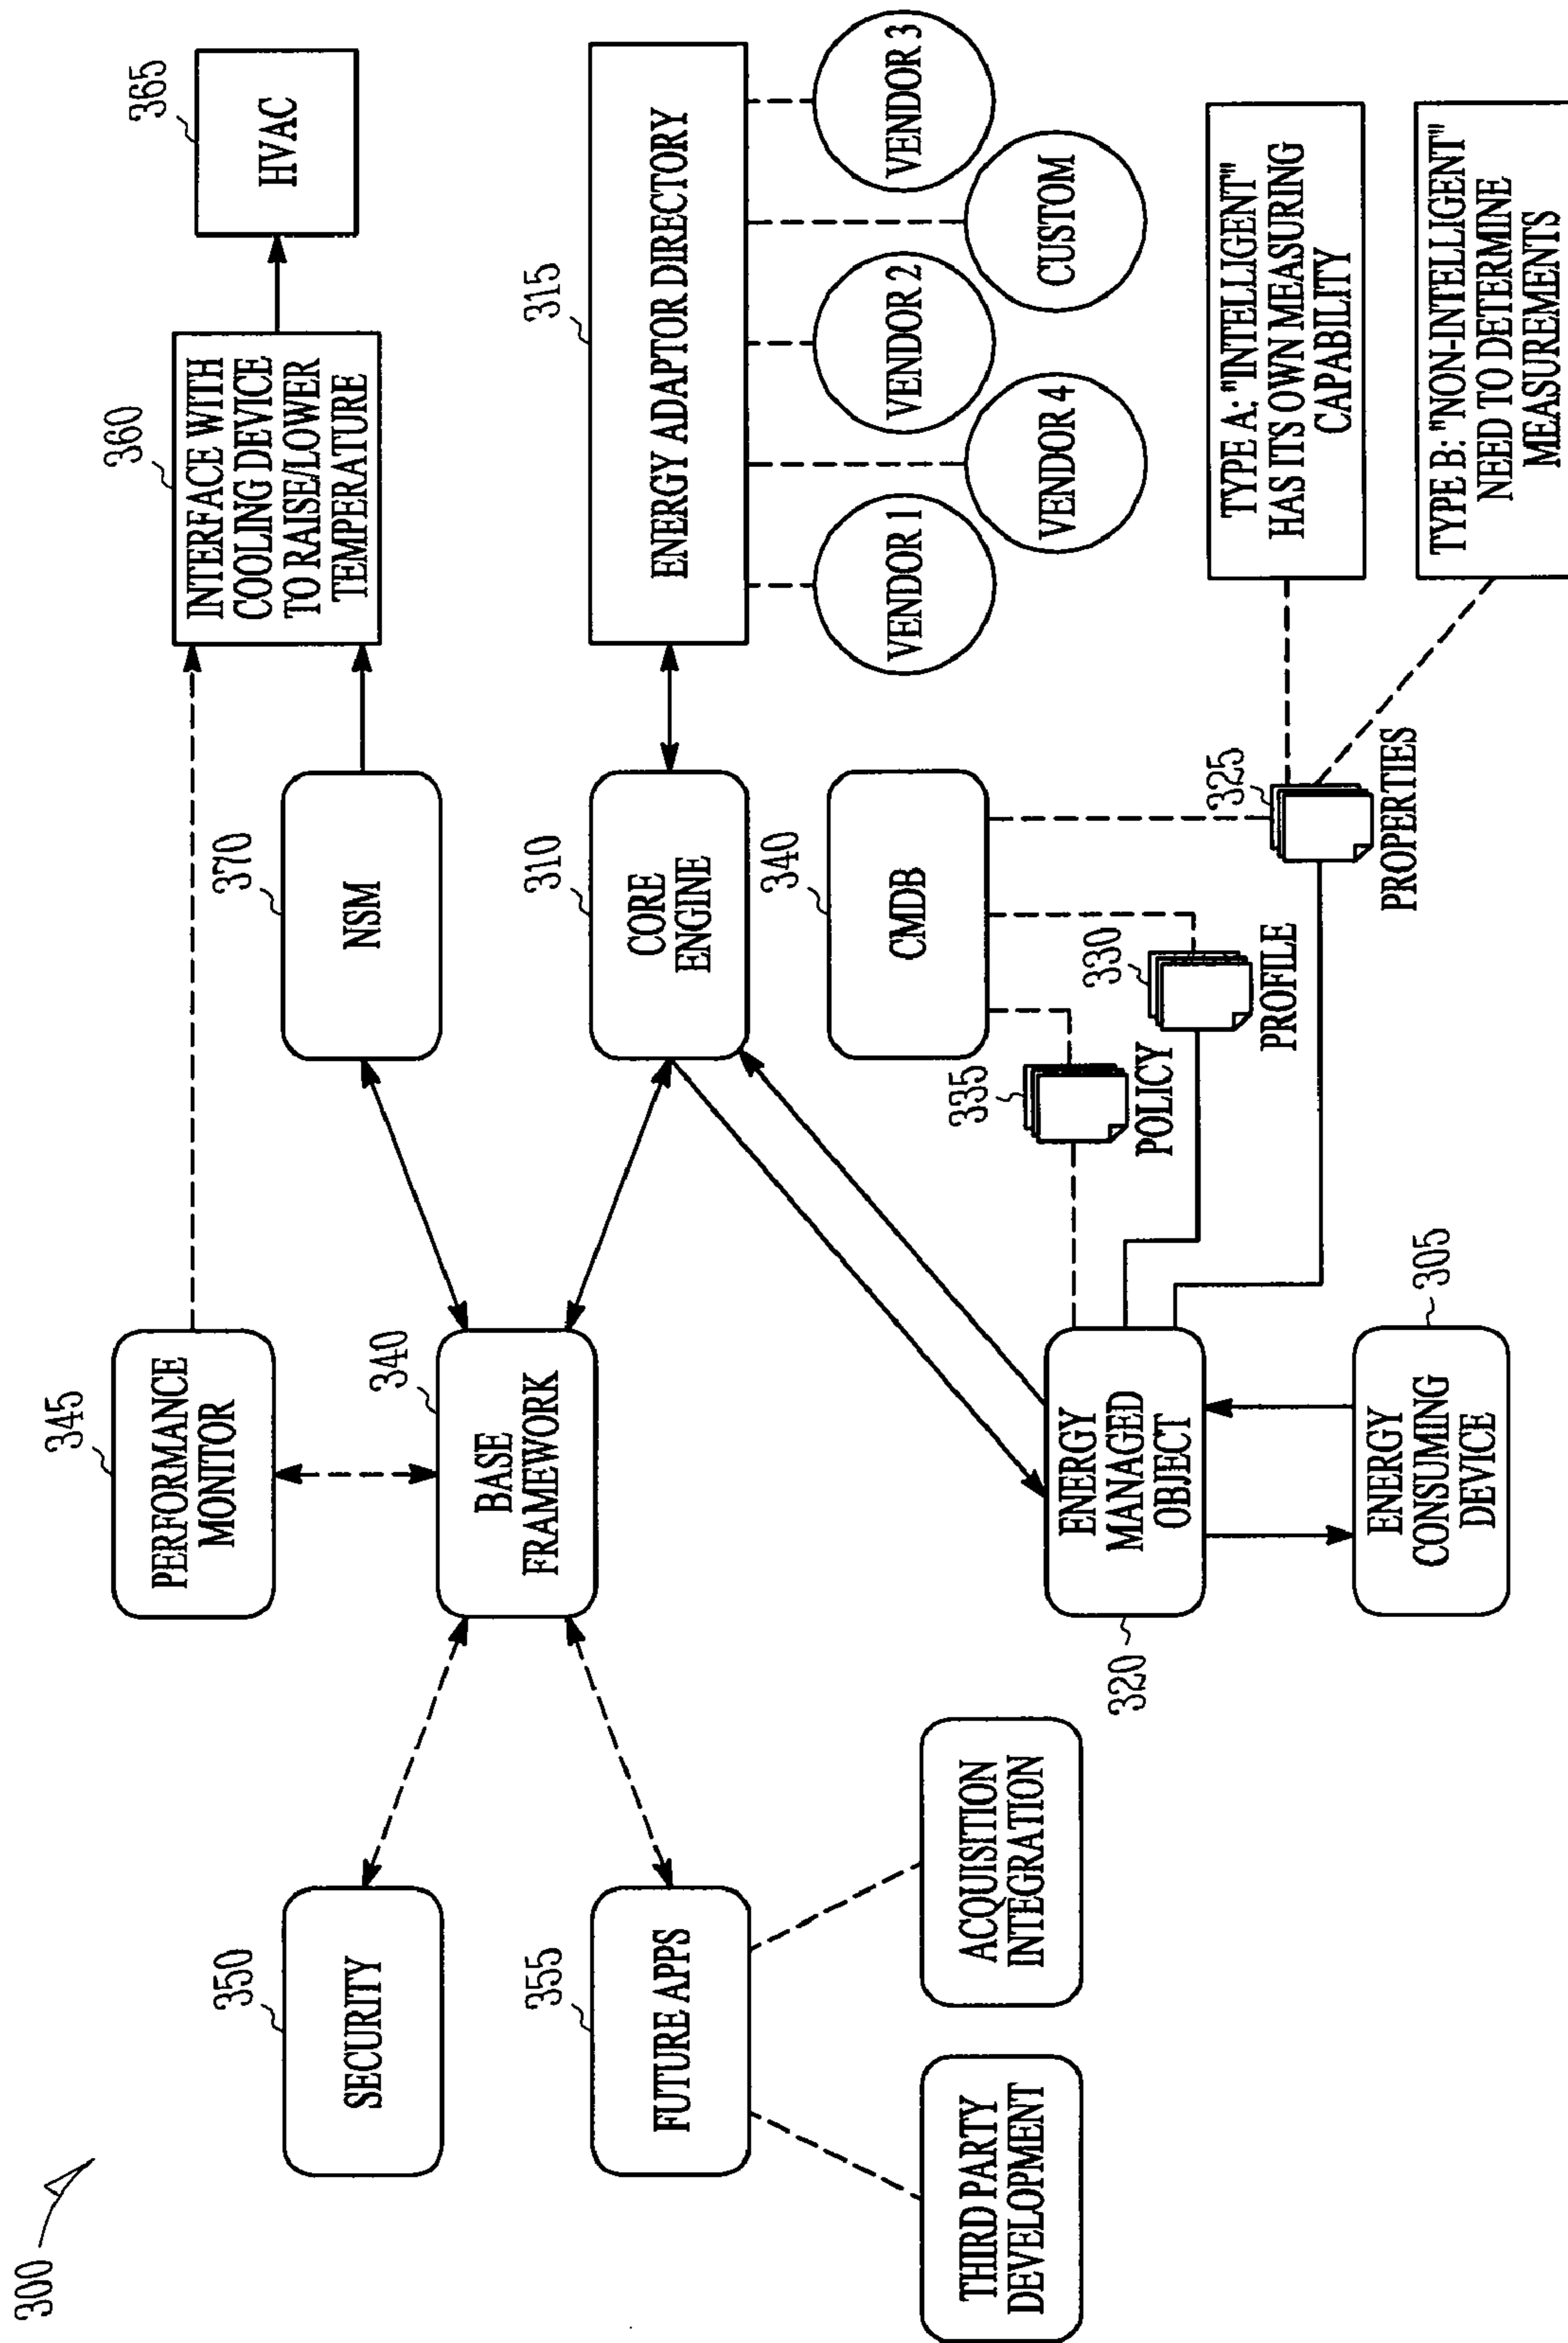 300
345
PERFORMANCE
MONITOR
360
INTERFACE WITH
COOLING DEVICE
TO RAISE/LOWER
TEMPERATURE
365
HVAC
350
SECURITY
340
BASE
FRAMEWORK
370
NSM
355
FUTURE APPS
310
CORE
ENGINE
315
ENERGY ADAPTOR DIRECTORY
VENDOR 1
VENDOR 2
VENDOR 3
VENDOR 4
CUSTOM
340
CMDB
THIRD PARTY
DEVELOPMENT
ACQUISITION
INTEGRATION
320
ENERGY
MANAGED
OBJECT
335
POLICY
330
PROFILE
325
PROPERTIES
TYPE A: "INTELLIGENT"
HAS ITS OWN MEASURING
CAPABILITY
305
ENERGY
CONSUMING
DEVICE
TYPE B: "NON-INTELLIGENT"
NEED TO DETERMINE
MEASUREMENTS